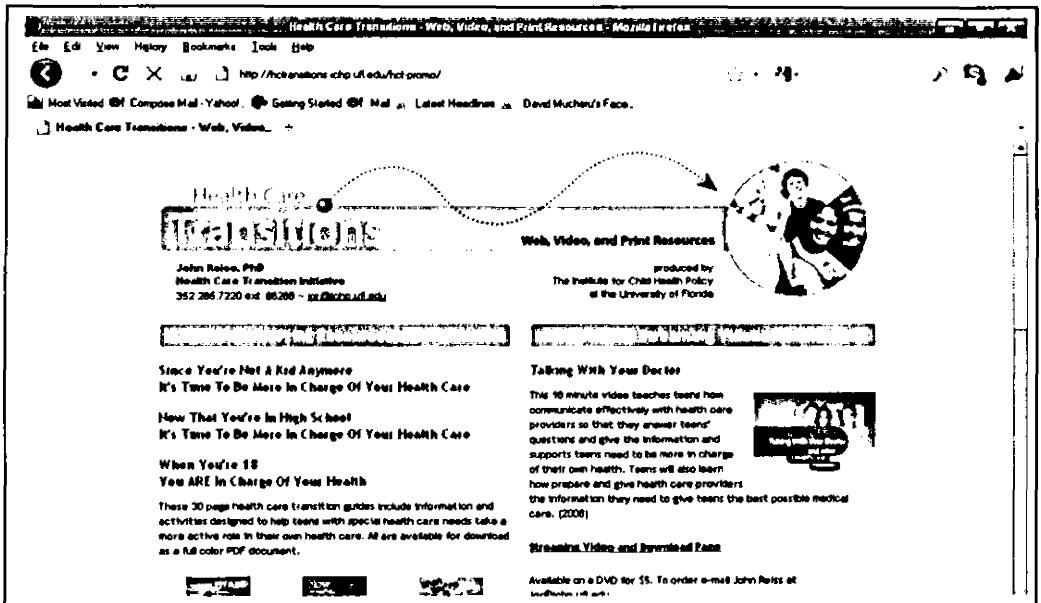 Health Care Transitions - Web, Video, and Print Resources - Mozilla Firefox
File Edit View History Bookmarks Tools Help
http://hctransitions.ichp.ufl.edu/hct-promo/
Most Visited Compose Mail - Yahoo!. Getting Started Mail Latest Headlines David Mucheru's Face.
Health Care Transitions - Web, Video,..
Health Care
Transitions
Web, Video, and Print Resources
John Reiss, PhD
Health Care Transition Initiative
352 265.7220 ext. 86288 ~ jgr@ichp.ufl.edu
produced by
The Institute for Child Health Policy
at the University of Florida
Since You're Not A Kid Anymore
It's Time To Be More In Charge Of Your Health Care
Now That You're In High School
It's Time To Be More In Charge Of Your Health Care
When You're 18
You ARE In Charge Of Your Health
These 30 page health care transition guides include information and
activities designed to help teens with special health care needs take a
more active role in their own health care. All are available for download
as a full color PDF document.
Talking With Your Doctor
This 16 minute video teaches teens how
communicate effectively with health care
providers so that they answer teens'
questions and give the information and
supports teens need to be more in charge
of their own health. Teens will also learn
how prepare and give health care providers
the information they need to give teens the best possible medical
care. (2006)
Streaming Video and Download Page
Available on a DVD for $5. To order e-mail John Reiss at